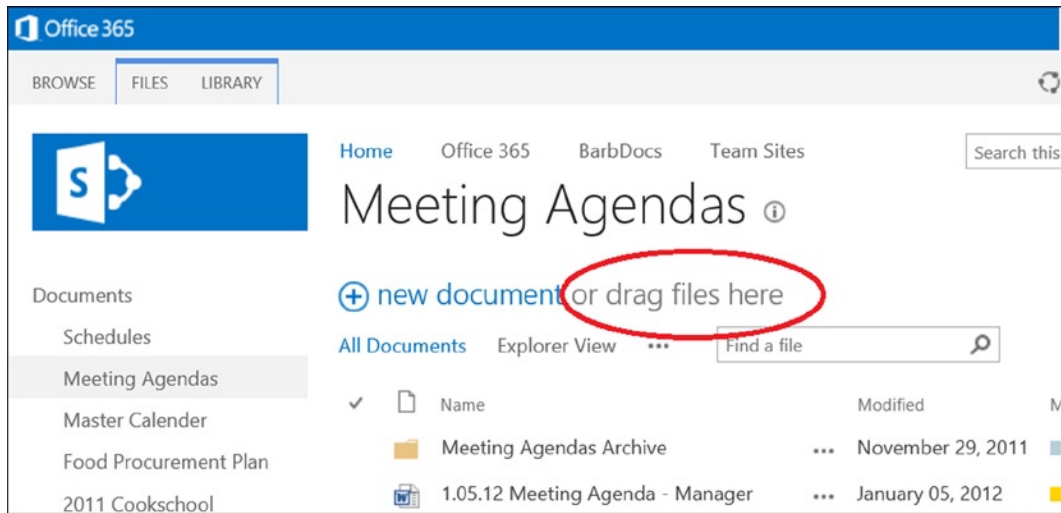 Office 365
BROWSE FILES LIBRARY
S
Home Office 365 BarbDocs Team Sites
Search this
Meeting Agendas
new document or drag files here
All Documents Explorer View ... Find a file
Name Modified M
Meeting Agendas Archive ... November 29, 2011
1.05.12 Meeting Agenda - Manager ... January 05, 2012
Documents
Schedules
Meeting Agendas
Master Calender
Food Procurement Plan
2011 Cookschool